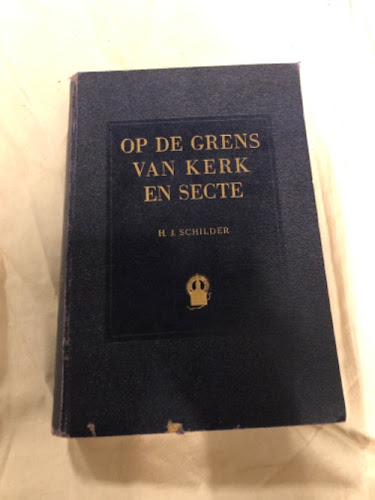 OP DE GRENS
VAN KERK
EN SECTE
H. J. SCHILDER